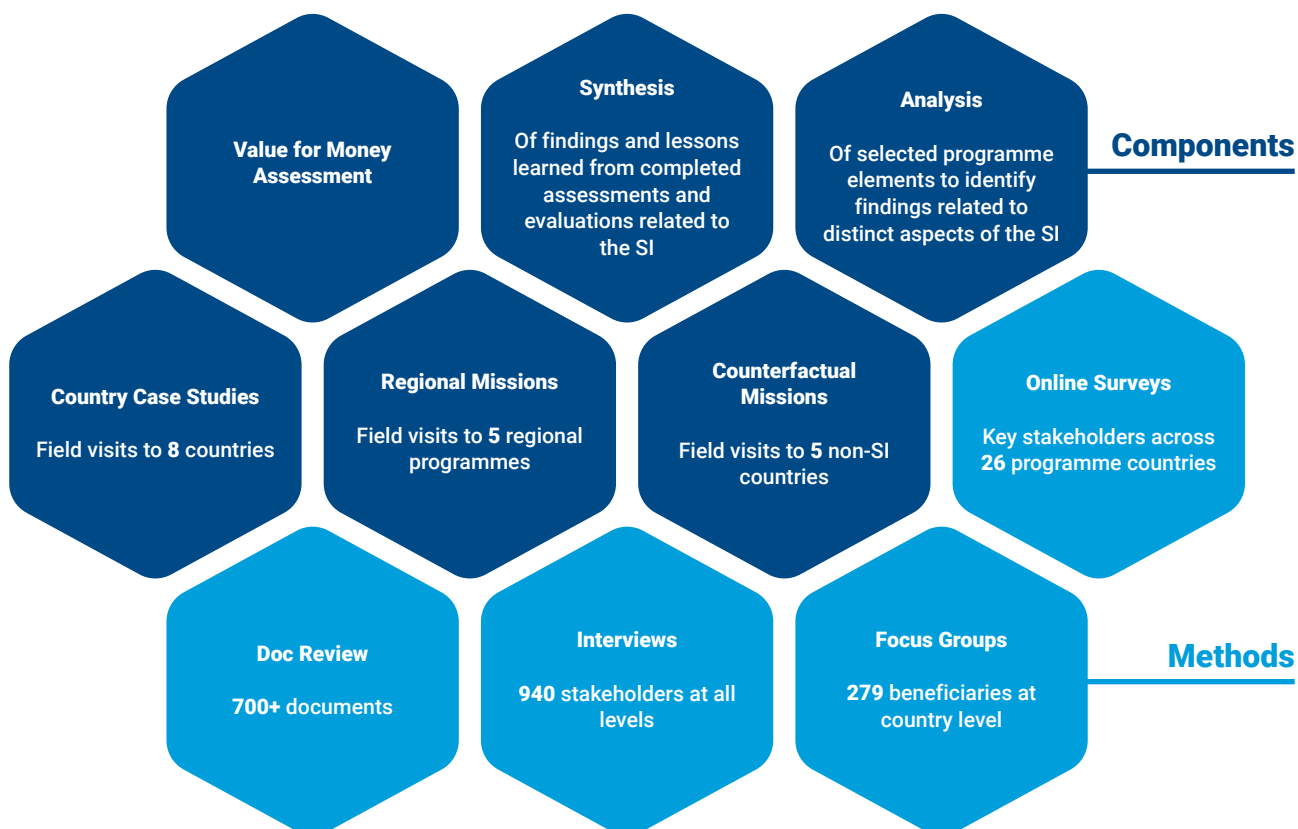 Value for Money
Assessment
Synthesis
Of findings and lessons
learned from completed
assessments and
evaluations related to
the SI
Analysis
Of selected programme
elements to identify
findings related to
distinct aspects of the SI
Components
Country Case Studies
Field visits to 8 countries
Regional Missions
Field visits to 5 regional
programmes
Counterfactual
Missions
Field visits to 5 non-SI
countries
Online Surveys
Key stakeholders across
26 programme countries
Doc Review
700+ documents
Interviews
940 stakeholders at all
levels
Focus Groups
279 beneficiaries at
country level
Methods